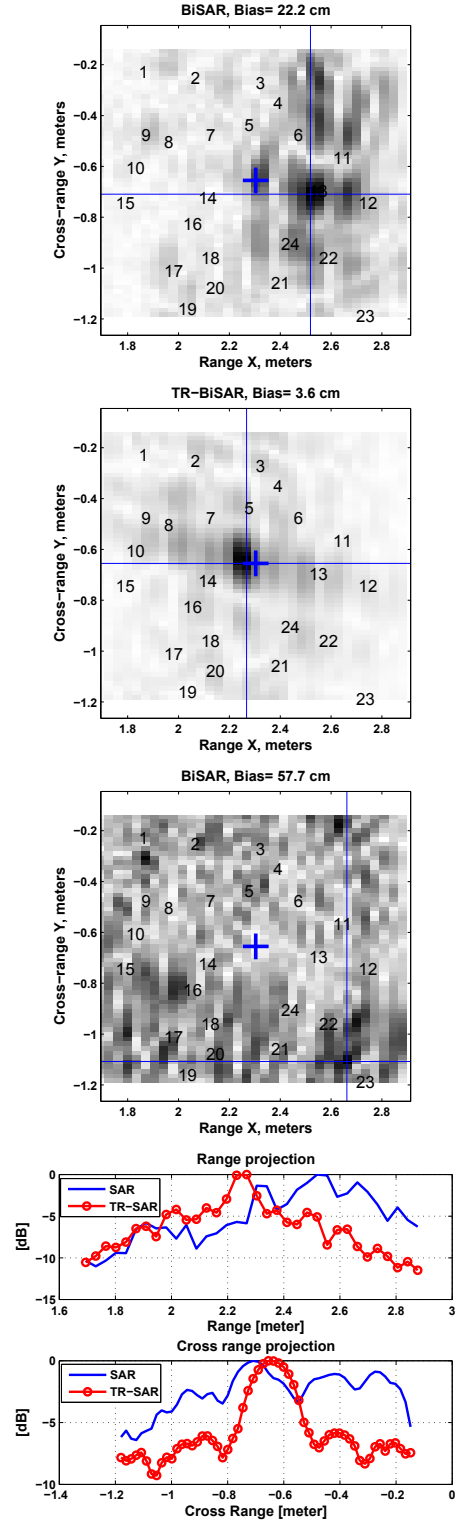 BiSAR, Bias= 22.2 cm
−0.2
−0.4
−0.6
−0.8
−1
−1.2
Cross−range Y, meters
1 2 3 4 5 7 6 8 9 10 11 13 12 14 15 16 17 18 19 20 21 22 24 23
1.8 2 2.2 2.4 2.6 2.8
Range X, meters
TR−BiSAR, Bias= 3.6 cm
−0.2
−0.4
−0.6
−0.8
−1
−1.2
Cross−range Y, meters
1 2 3 4 5 7 6 8 9 10 11 13 12 14 15 16 17 18 19 20 21 22 24 23
1.8 2 2.2 2.4 2.6 2.8
Range X, meters
BiSAR, Bias= 57.7 cm
−0.2
−0.4
−0.6
−0.8
−1
−1.2
Cross−range Y, meters
1 2 3 4 5 7 6 8 9 10 11 13 12 14 15 16 17 18 19 20 21 22 24 23
1.8 2 2.2 2.4 2.6 2.8
Range X, meters
Range projection
0
−5
−10
−15
[dB]
SAR
TR−SAR
1.6 1.8 2 2.2 2.4 2.6 2.8 3
Range [meter]
Cross range projection
0
−5
−10
[dB]
SAR
TR−SAR
−1.4 −1.2 −1 −0.8 −0.6 −0.4 −0.2 0
Cross Range [meter]